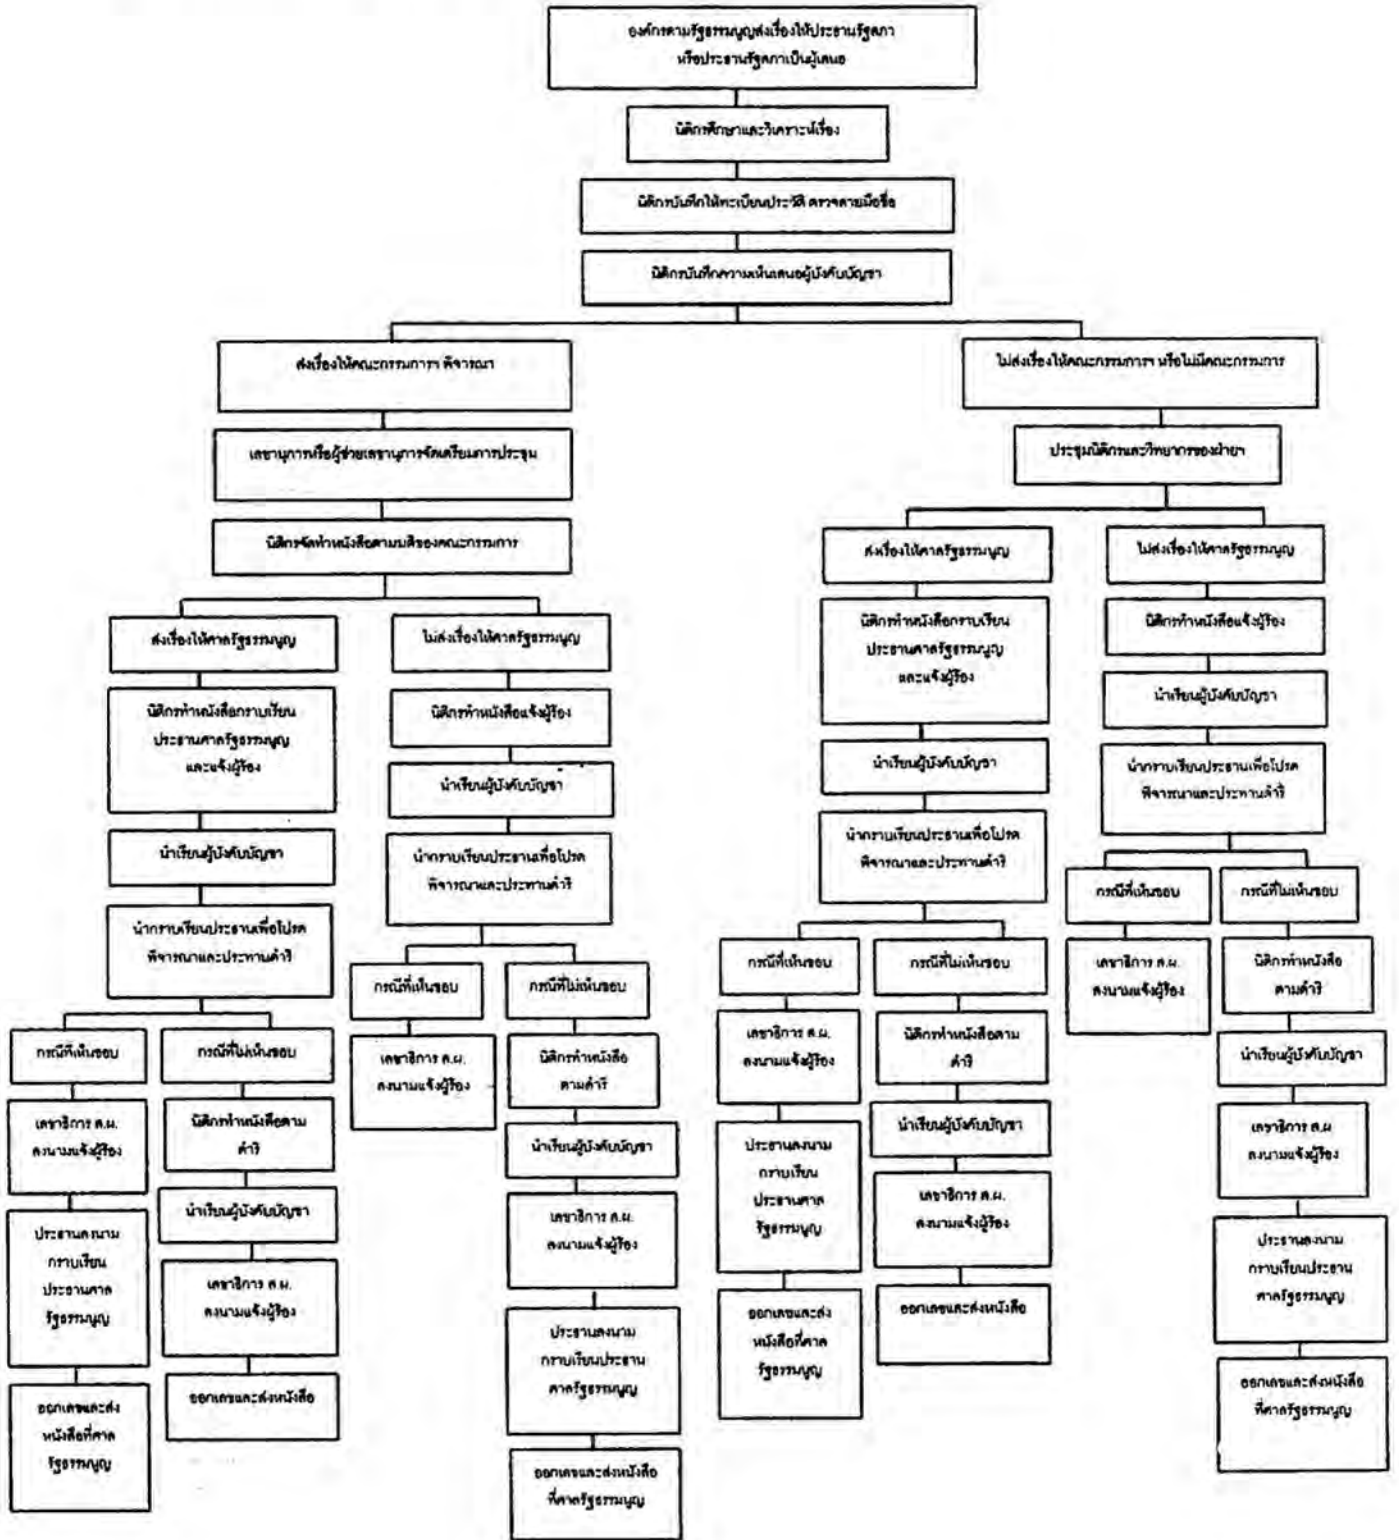 องค์กรตามรัฐธรรมนูญส่งเรื่องให้ประธานรัฐสภา
หรือประธานรัฐสภาเป็นผู้เสนอ
นิติกรศึกษาและวิเคราะห์เรื่อง
นิติกรบันทึกให้ทะเบียนประวัติ ตรวจลายมือชื่อ
นิติกรบันทึกความเห็นเสนอผู้บังคับบัญชา
ส่งเรื่องให้คณะกรรมการฯ พิจารณา
เลขานุการหรือผู้ช่วยเลขานุการจัดเตรียมการประชุม
นิติกรจัดทำหนังสือตามมติของคณะกรรมการ
ส่งเรื่องให้ศาลรัฐธรรมนูญ
นิติกรทำหนังสือกราบเรียน
ประธานศาลรัฐธรรมนูญ
และแจ้งผู้ร้อง
นำเรียนผู้บังคับบัญชา
นำกราบเรียนประธานเพื่อโปรด
พิจารณาและประทานดำริ
กรณีที่เห็นชอบ
เลขาธิการ ส.ผ.
ลงนามแจ้งผู้ร้อง
ประธานลงนาม
กราบเรียน
ประธานศาล
รัฐธรรมนูญ
ออกเลขและส่ง
หนังสือที่ศาล
รัฐธรรมนูญ
กรณีที่ไม่เห็นชอบ
นิติกรทำหนังสือตาม
ดำริ
นำเรียนผู้บังคับบัญชา
เลขาธิการ ส.ผ.
ลงนามแจ้งผู้ร้อง
ออกเลขและส่งหนังสือ
ไม่ส่งเรื่องให้ศาลรัฐธรรมนูญ
นิติกรทำหนังสือแจ้งผู้ร้อง
นำเรียนผู้บังคับบัญชา
นำกราบเรียนประธานเพื่อโปรด
พิจารณาและประทานดำริ
กรณีที่เห็นชอบ
เลขาธิการ ส.ผ.
ลงนามแจ้งผู้ร้อง
กรณีที่ไม่เห็นชอบ
นิติกรทำหนังสือ
ตามดำริ
นำเรียนผู้บังคับบัญชา
เลขาธิการ ส.ผ.
ลงนามแจ้งผู้ร้อง
ประธานลงนาม
กราบเรียนประธาน
ศาลรัฐธรรมนูญ
ออกเลขและส่งหนังสือ
ที่ศาลรัฐธรรมนูญ
ไม่ส่งเรื่องให้คณะกรรมการฯ หรือไม่มีคณะกรรมการ
ประชุมนิติกรและวิทยากรของฝ่ายฯ
ส่งเรื่องให้ศาลรัฐธรรมนูญ
นิติกรทำหนังสือกราบเรียน
ประธานศาลรัฐธรรมนูญ
และแจ้งผู้ร้อง
นำเรียนผู้บังคับบัญชา
นำกราบเรียนประธานเพื่อโปรด
พิจารณาและประทานดำริ
กรณีที่เห็นชอบ
เลขาธิการ ส.ผ.
ลงนามแจ้งผู้ร้อง
ประธานลงนาม
กราบเรียน
ประธานศาล
รัฐธรรมนูญ
ออกเลขและส่ง
หนังสือที่ศาล
รัฐธรรมนูญ
กรณีที่ไม่เห็นชอบ
นิติกรทำหนังสือตาม
ดำริ
นำเรียนผู้บังคับบัญชา
เลขาธิการ ส.ผ.
ลงนามแจ้งผู้ร้อง
ออกเลขและส่งหนังสือ
ไม่ส่งเรื่องให้ศาลรัฐธรรมนูญ
นิติกรทำหนังสือแจ้งผู้ร้อง
นำเรียนผู้บังคับบัญชา
นำกราบเรียนประธานเพื่อโปรด
พิจารณาและประทานดำริ
กรณีที่เห็นชอบ
เลขาธิการ ส.ผ.
ลงนามแจ้งผู้ร้อง
กรณีที่ไม่เห็นชอบ
นิติกรทำหนังสือ
ตามดำริ
นำเรียนผู้บังคับบัญชา
เลขาธิการ ส.ผ
ลงนามแจ้งผู้ร้อง
ประธานลงนาม
กราบเรียนประธาน
ศาลรัฐธรรมนูญ
ออกเลขและส่งหนังสือ
ที่ศาลรัฐธรรมนูญ